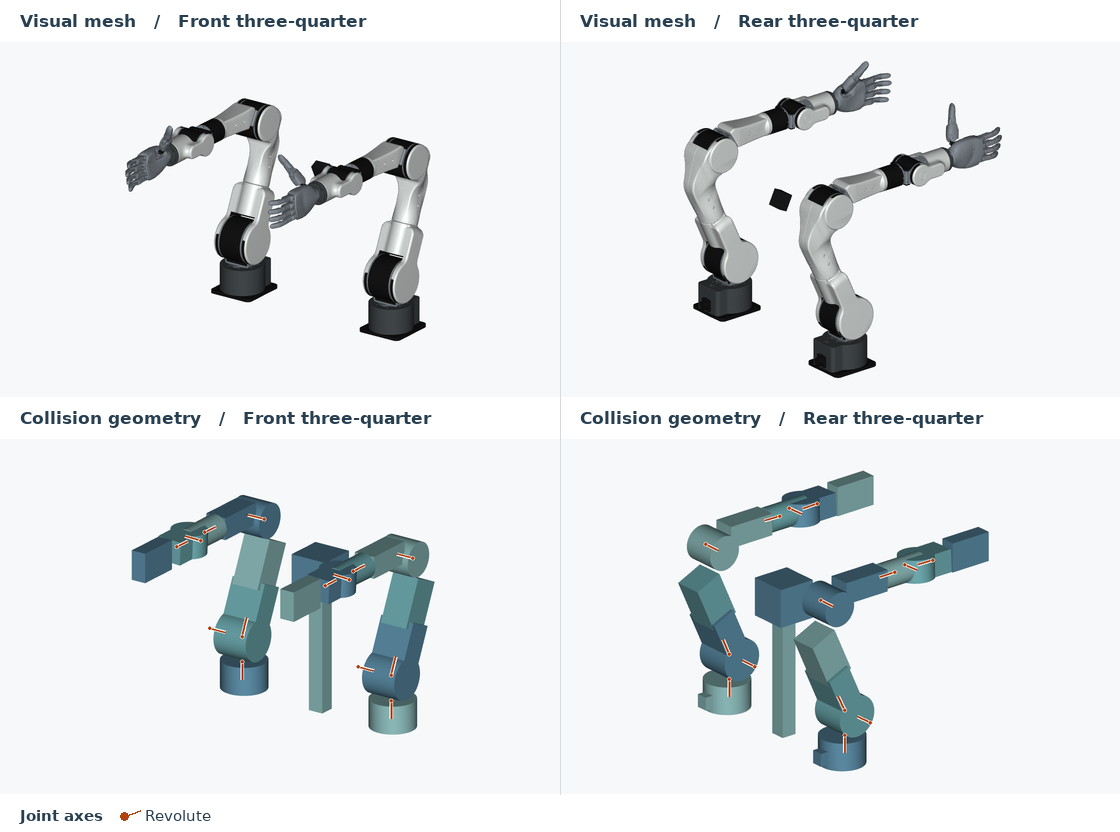 Visual mesh / Front three-quarter
Visual mesh / Rear three-quarter
Collision geometry / Front three-quarter
Collision geometry / Rear three-quarter
Joint axes Revolute